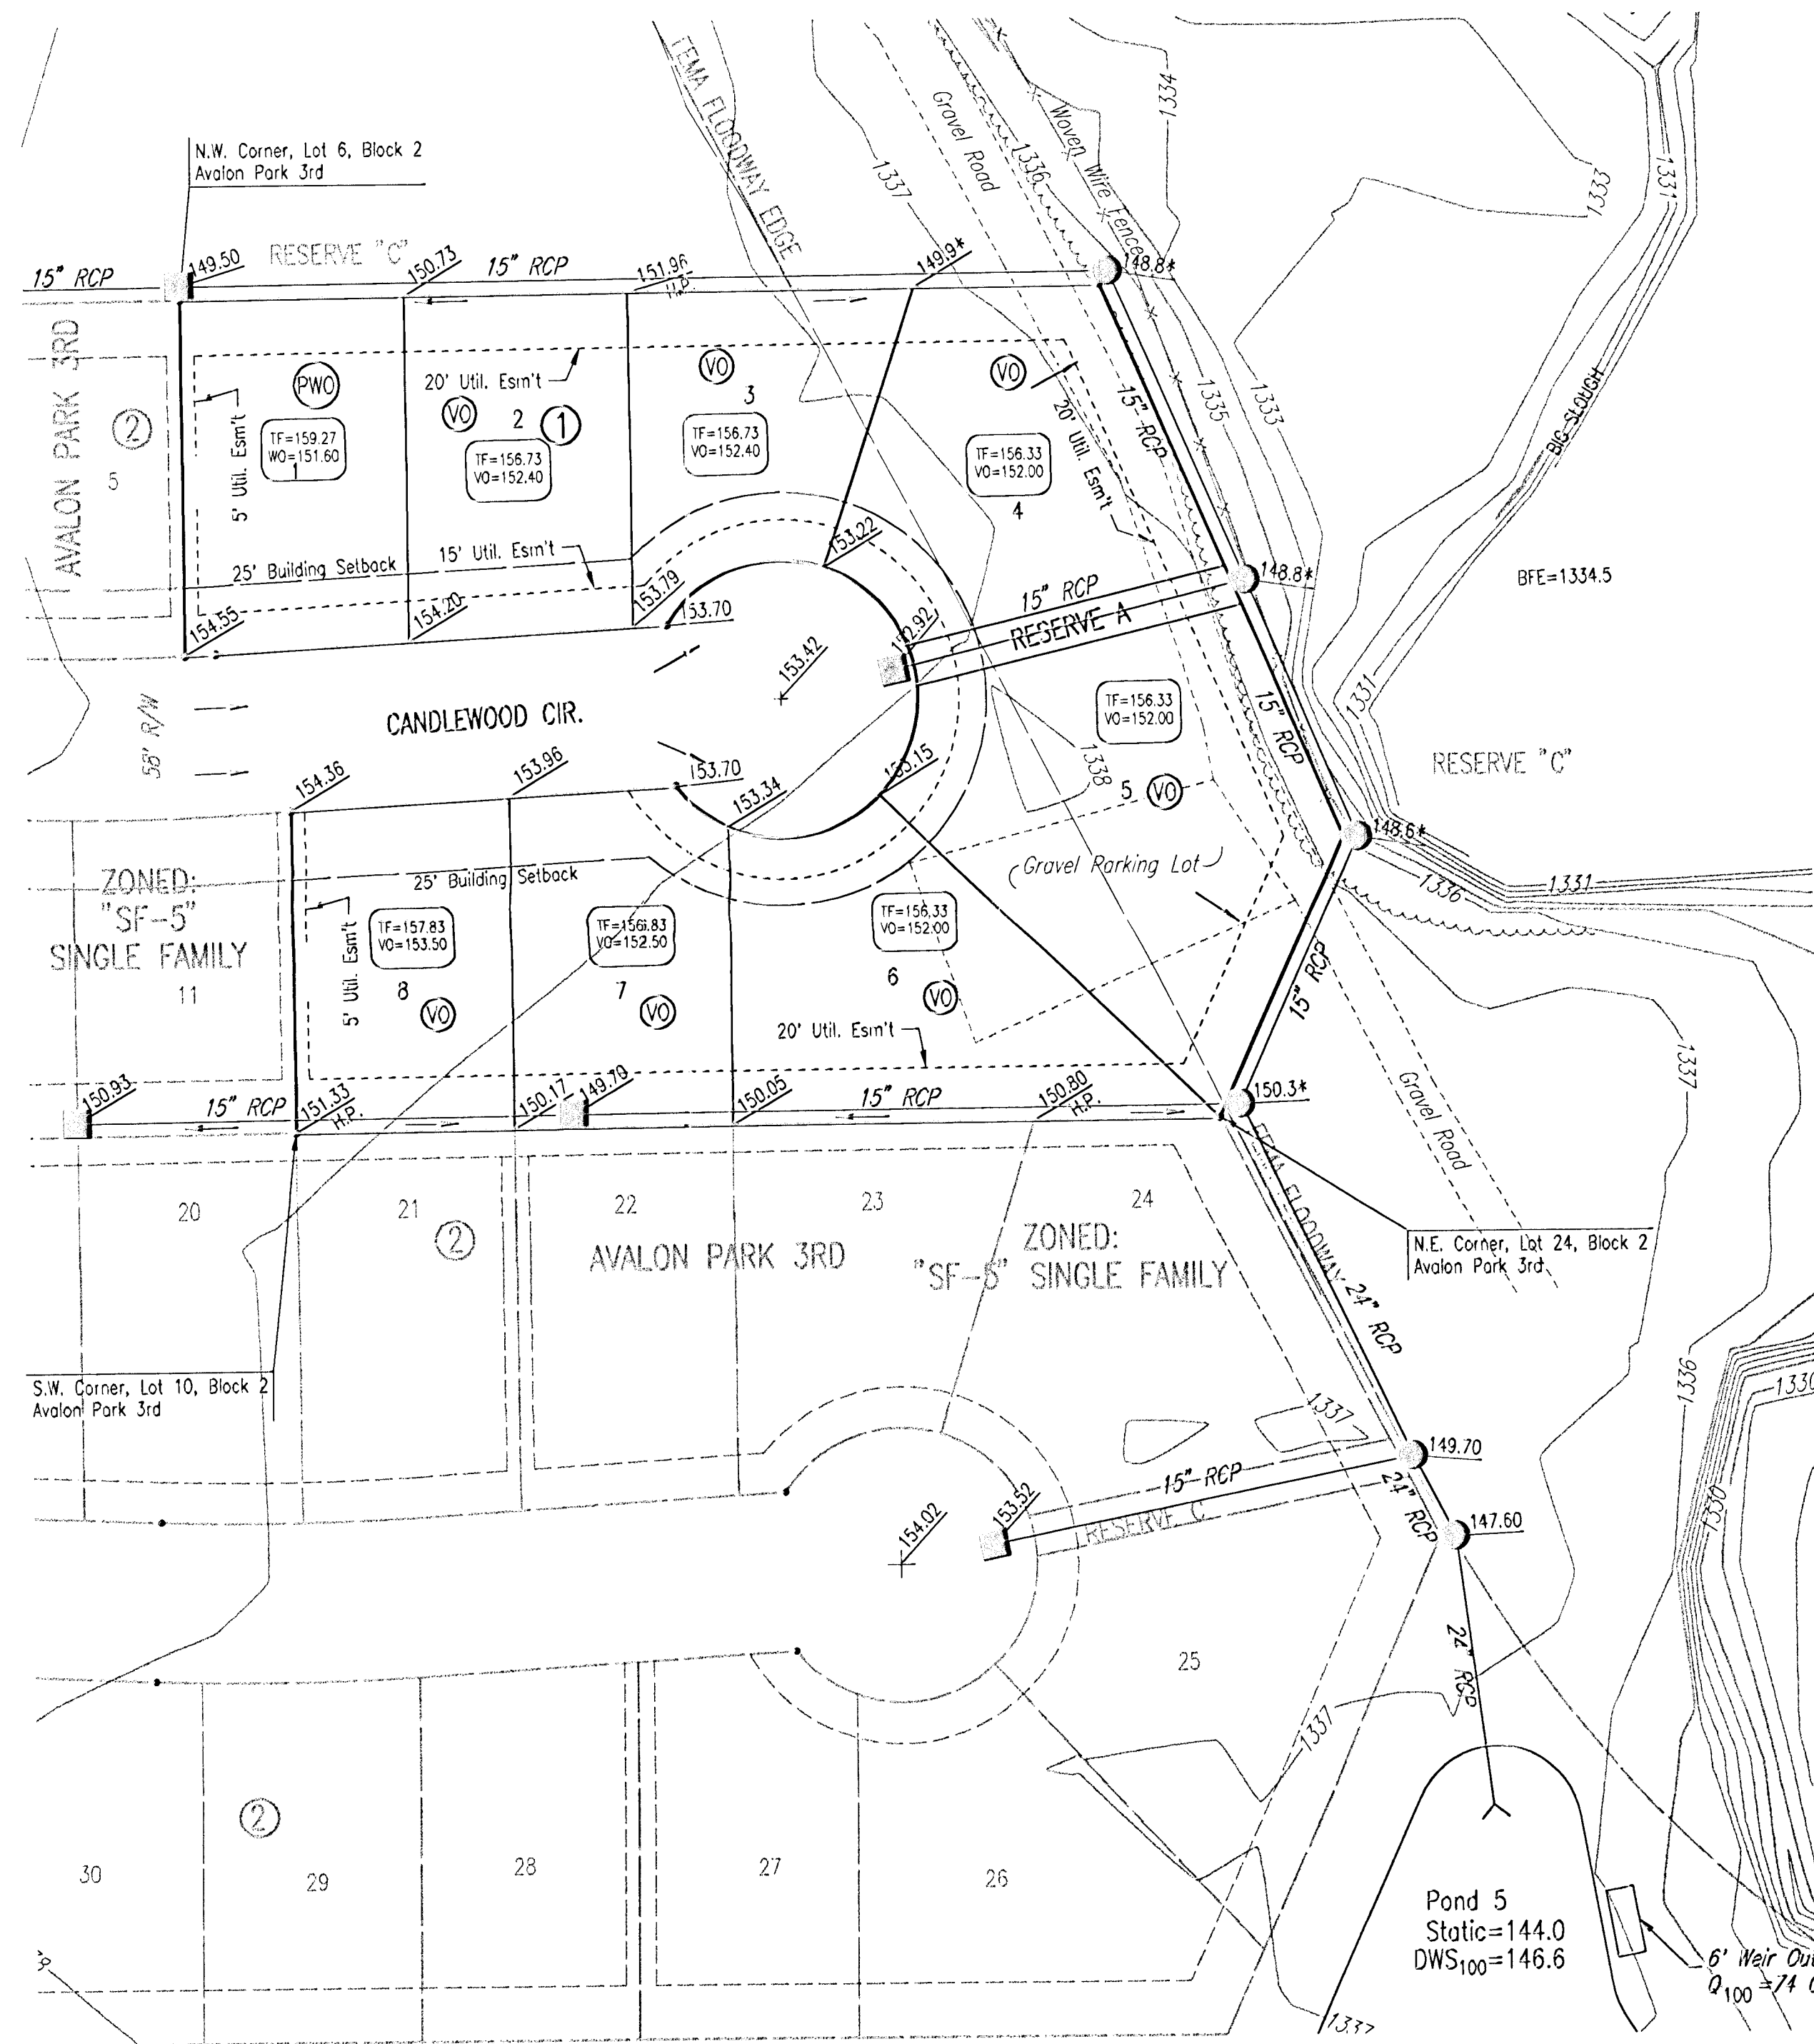 N.W. Corner, Lot 6, Block 2
Avalon Park 3rd
FEMA FLOODWAY EDGE
Gravel Road
1336
Woven Wire Fence
1334
1337
1333
1331
RESERVE "C"
15" RCP
149.50
150.73
15" RCP
151.96
H.P.
149.9*
148.8*
AVALON PARK 3RD
2
5
5' Util. Esm't
PWO
TF=159.27
WO=151.60
1
20' Util. Esm't
VO
2
1
TF=156.73
VO=152.40
VO
3
TF=156.73
VO=152.40
VO
TF=156.33
VO=152.00
4
20' Util. Esm't
15" RCP
1335
1333
BIG SLOUGH
BFE=1334.5
25' Building Setback
15' Util. Esm't
154.55
154.20
153.79
153.70
153.22
152.92
15" RCP
RESERVE A
148.8*
153.42
58' R/W
CANDLEWOOD CIR.
TF=156.33
VO=152.00
5
VO
1338
15" RCP
1331
RESERVE "C"
154.36
153.96
153.70
153.34
153.15
148.6*
1336
1331
ZONED:
"SF-5"
SINGLE FAMILY
11
25' Building Setback
5' Util. Esm't
TF=157.83
VO=153.50
8
VO
TF=156.83
VO=152.50
7
VO
TF=156.33
VO=152.00
6
VO
Gravel Parking Lot
20' Util. Esm't
15" RCP
1337
Gravel Road
150.93
15" RCP
151.33
H.P.
150.17
149.70
150.05
15" RCP
150.80
H.P.
150.3*
20
21
2
22
23
24
AVALON PARK 3RD
ZONED:
"SF-5" SINGLE FAMILY
FEMA FLOODWAY
24" RCP
N.E. Corner, Lot 24, Block 2
Avalon Park 3rd
S.W. Corner, Lot 10, Block 2
Avalon Park 3rd
1336
1330
1337
149.70
15" RCP
24" RCP
153.52
RESERVE C
154.02
147.60
1330
24" RCP
25
1337
2
30
29
28
27
26
Pond 5
Static=144.0
DWS100=146.6
6' Weir
Q100=74
1337